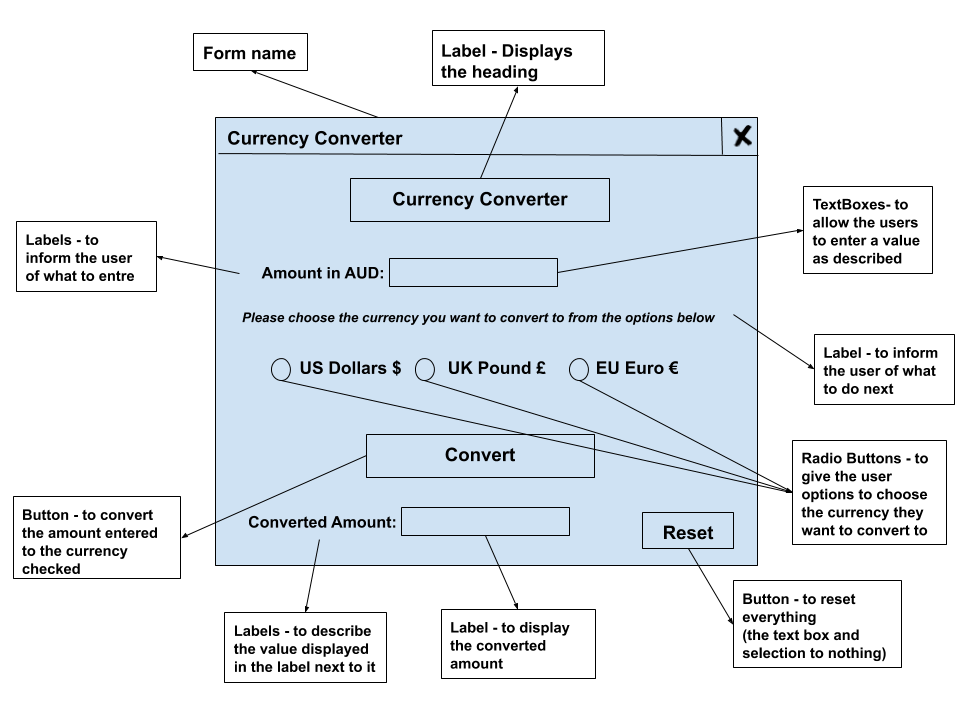 Form name
Label - Displays
the heading
Currency Converter
X
Currency Converter
TextBoxes- to
allow the users
to enter a value
as described
Labels - to
inform the user
of what to entre
Amount in AUD:
Please choose the currency you want to convert to from the options below
Label - to inform
the user of what
to do next
US Dollars $
UK Pound £
EU Euro €
Convert
Radio Buttons - to
give the user
options to choose
the currency they
want to convert to
Button - to convert
the amount entered
to the currency
checked
Converted Amount:
Reset
Button - to reset
everything
(the text box and
selection to nothing)
Labels - to describe
the value displayed
in the label next to it
Label - to display
the converted
amount